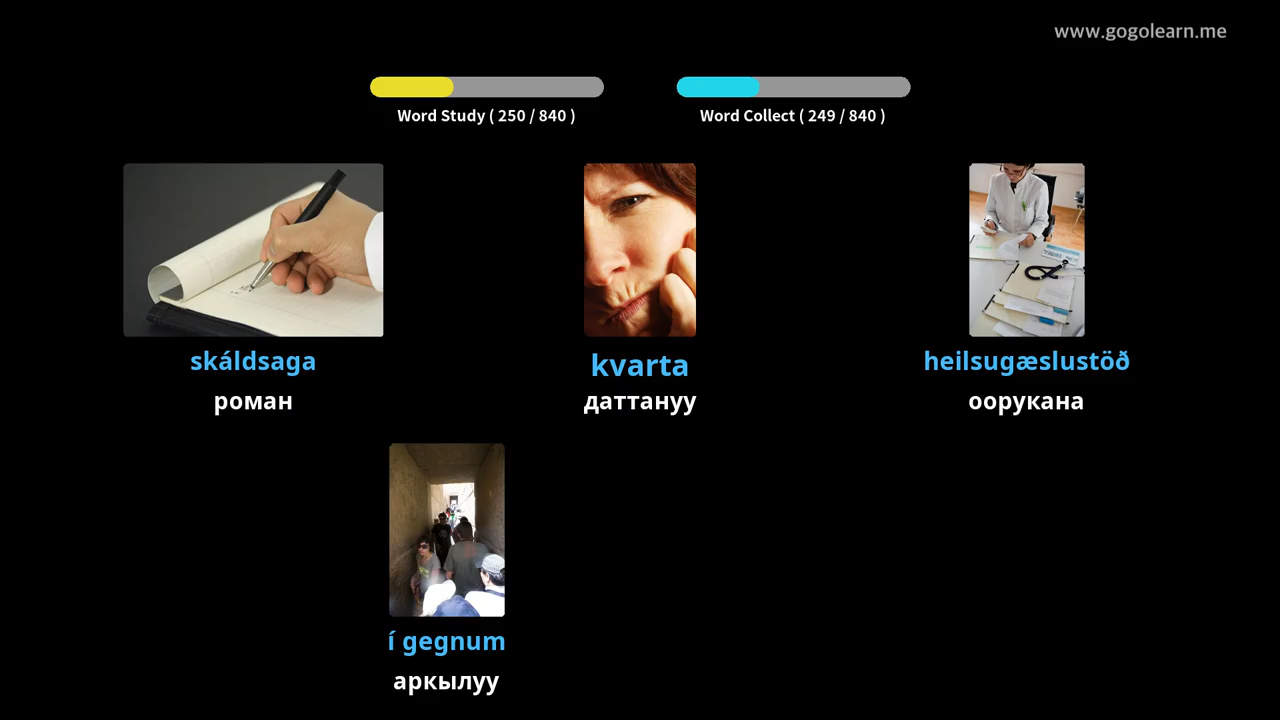 www.gogolearn.me
Word Study ( 250 / 840 )
Word Collect ( 249 / 840 )
skáldsaga
роман
kvarta
даттануу
heilsugæslustöð
оорукана
í gegnum
аркылуу